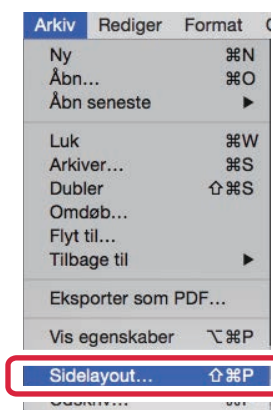 Arkiv Rediger Format
Ny ⌘N
Åbn... ⌘O
Åbn seneste ▶
Luk ⌘W
Arkiver... ⌘S
Dubler ⇧⌘S
Omdøb...
Flyt til...
Tilbage til ▶
Eksporter som PDF...
Vis egenskaber ⌥⌘P
Sidelayout... ⇧⌘P